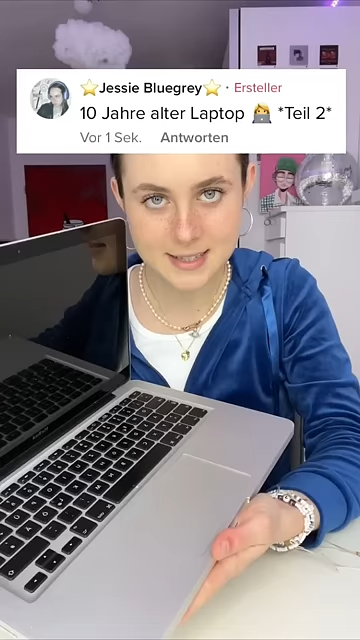 ⭐Jessie Bluegrey⭐ · Ersteller
10 Jahre alter Laptop 👩‍💻 *Teil 2*
Vor 1 Sek. Antworten